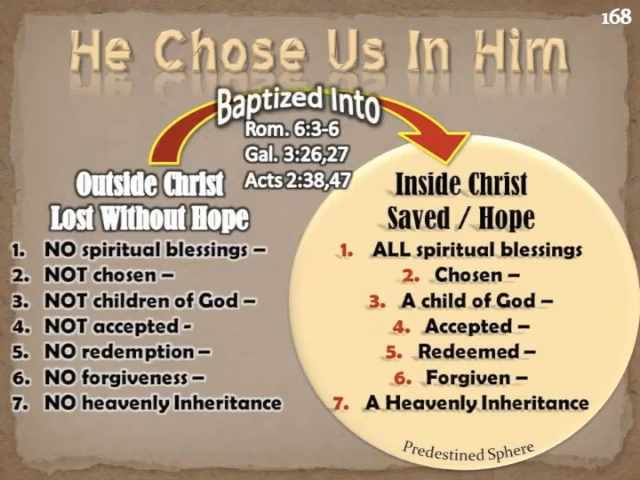 168
He Chose Us In Him
Baptized Into
Rom. 6:3-6
Gal. 3:26,27
Acts 2:38,47
Outside Christ
Lost Without Hope
1. NO spiritual blessings –
2. NOT chosen –
3. NOT children of God –
4. NOT accepted -
5. NO redemption –
6. NO forgiveness –
7. NO heavenly Inheritance
Inside Christ
Saved / Hope
1. ALL spiritual blessings
2. Chosen –
3. A child of God –
4. Accepted –
5. Redeemed –
6. Forgiven –
7. A Heavenly Inheritance
Predestined Sphere